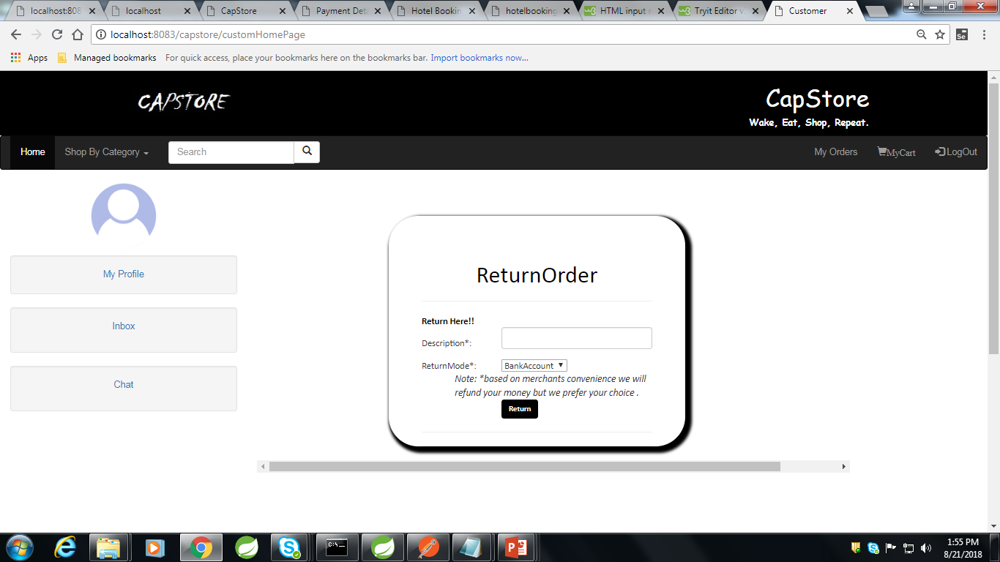 localhost:808
localhost
CapStore
Payment Deta
Hotel Bookin
hotelbooking
HTML input r
Tryit Editor v
Customer
localhost:8083/capstore/customHomePage
Apps
Managed bookmarks
For quick access, place your bookmarks here on the bookmarks bar. Import bookmarks now...
CAPSTORE
CapStore
Wake, Eat, Shop, Repeat.
Home
Shop By Category
Search
My Orders
MyCart
LogOut
My Profile
Inbox
Chat
ReturnOrder
Return Here!!
Description*:
ReturnMode*:
BankAccount
Note: *based on merchants convenience we will
refund your money but we prefer your choice .
Return
1:55 PM
8/21/2018